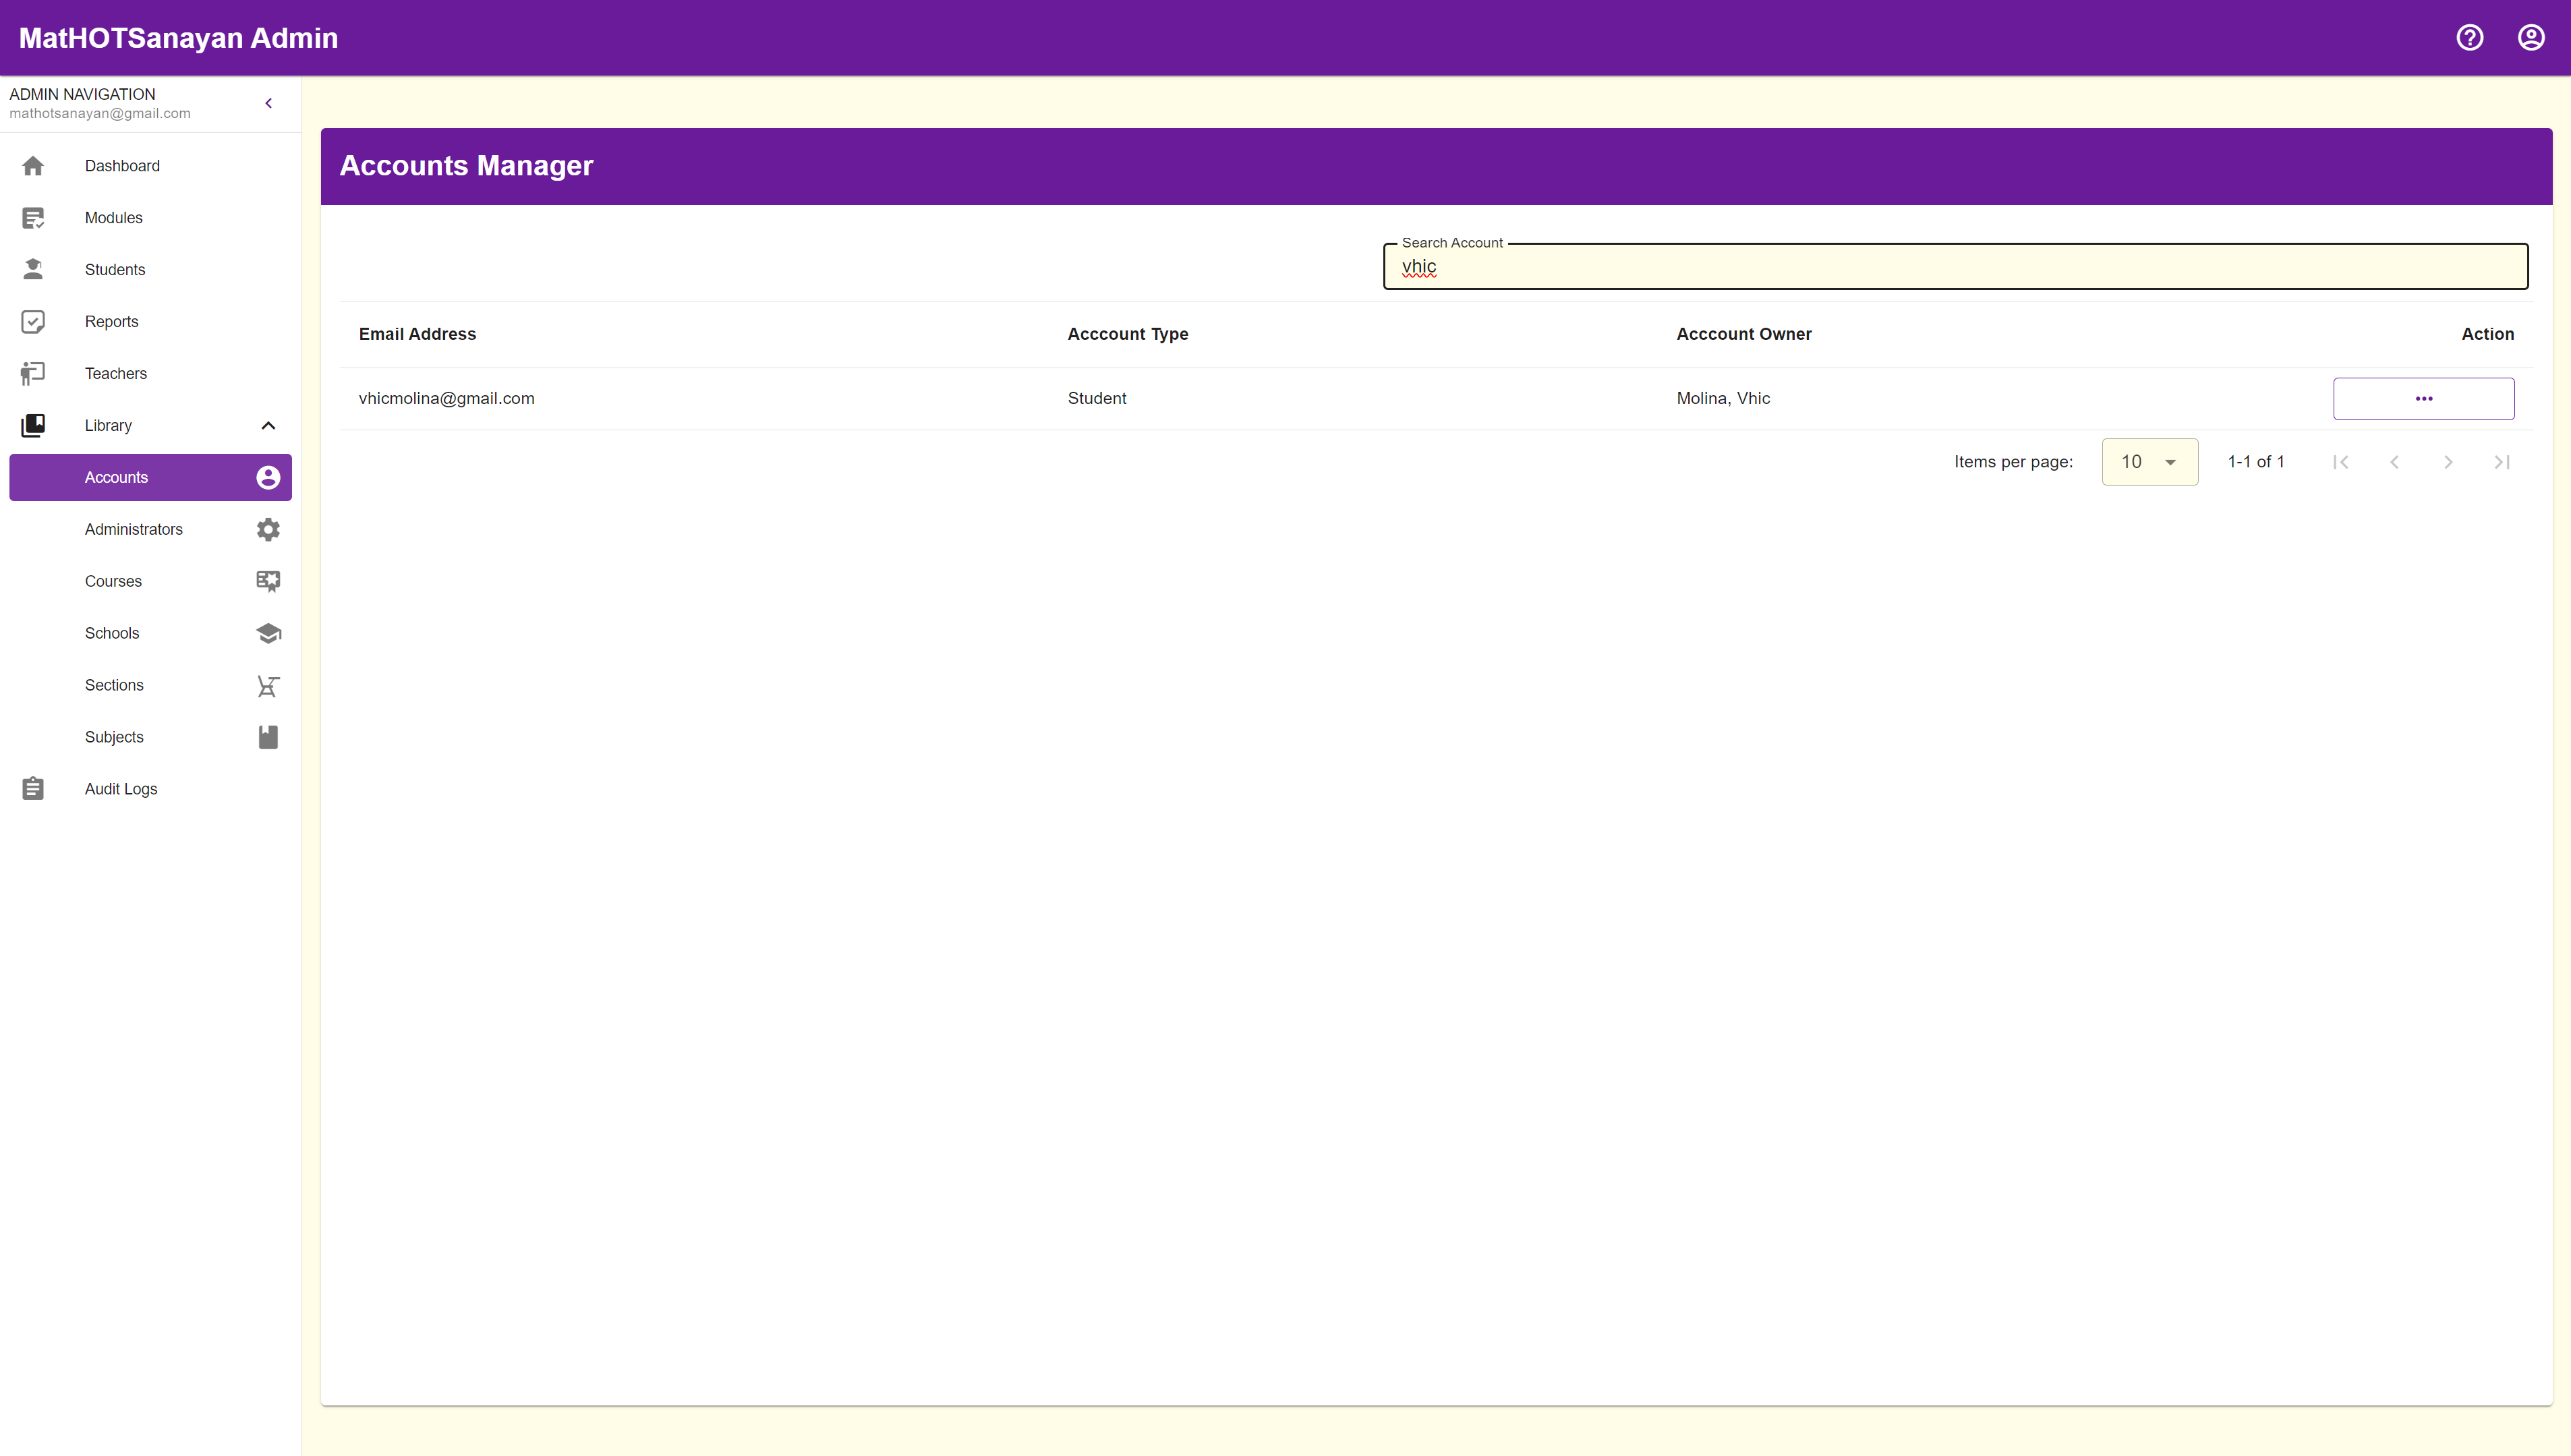 MatHOTSanayan Admin
ADMIN NAVIGATION
mathotsanayan@gmail.com
Dashboard
Modules
Students
Reports
Teachers
Library
Accounts
Administrators
Courses
Schools
Sections
Subjects
Audit Logs
Accounts Manager
Search Account
vhic
Email Address Acccount Type Acccount Owner Action
vhicmolina@gmail.com Student Molina, Vhic
Items per page: 10 1-1 of 1